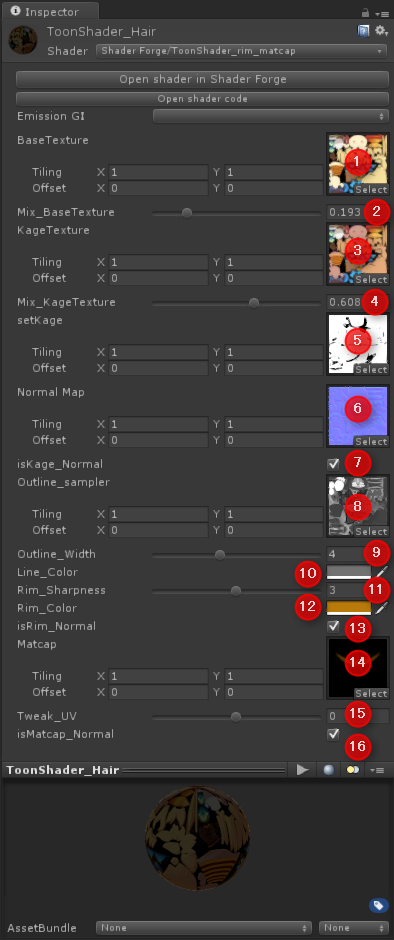 Inspector
ToonShader_Hair
Shader Shader Forge/ToonShader_rim_matcap
Open shader in Shader Forge
Open shader code
Emission GI
BaseTexture
1
Tiling X 1 Y 1
Offset X 0 Y 0 Select
Mix_BaseTexture 0.193 2
KageTexture
3
Tiling X 1 Y 1
Offset X 0 Y 0 Select
Mix_KageTexture 0.608 4
setKage
5
Tiling X 1 Y 1
Offset X 0 Y 0 Select
Normal Map
6
Tiling X 1 Y 1
Offset X 0 Y 0 Select
isKage_Normal 7
Outline_sampler
8
Tiling X 1 Y 1
Offset X 0 Y 0 Select
Outline_Width 4 9
Line_Color 10
Rim_Sharpness 3 11
Rim_Color 12
isRim_Normal 13
Matcap
14
Tiling X 1 Y 1
Offset X 0 Y 0 Select
Tweak_UV 0 15
isMatcap_Normal
16
ToonShader_Hair
AssetBundle None None